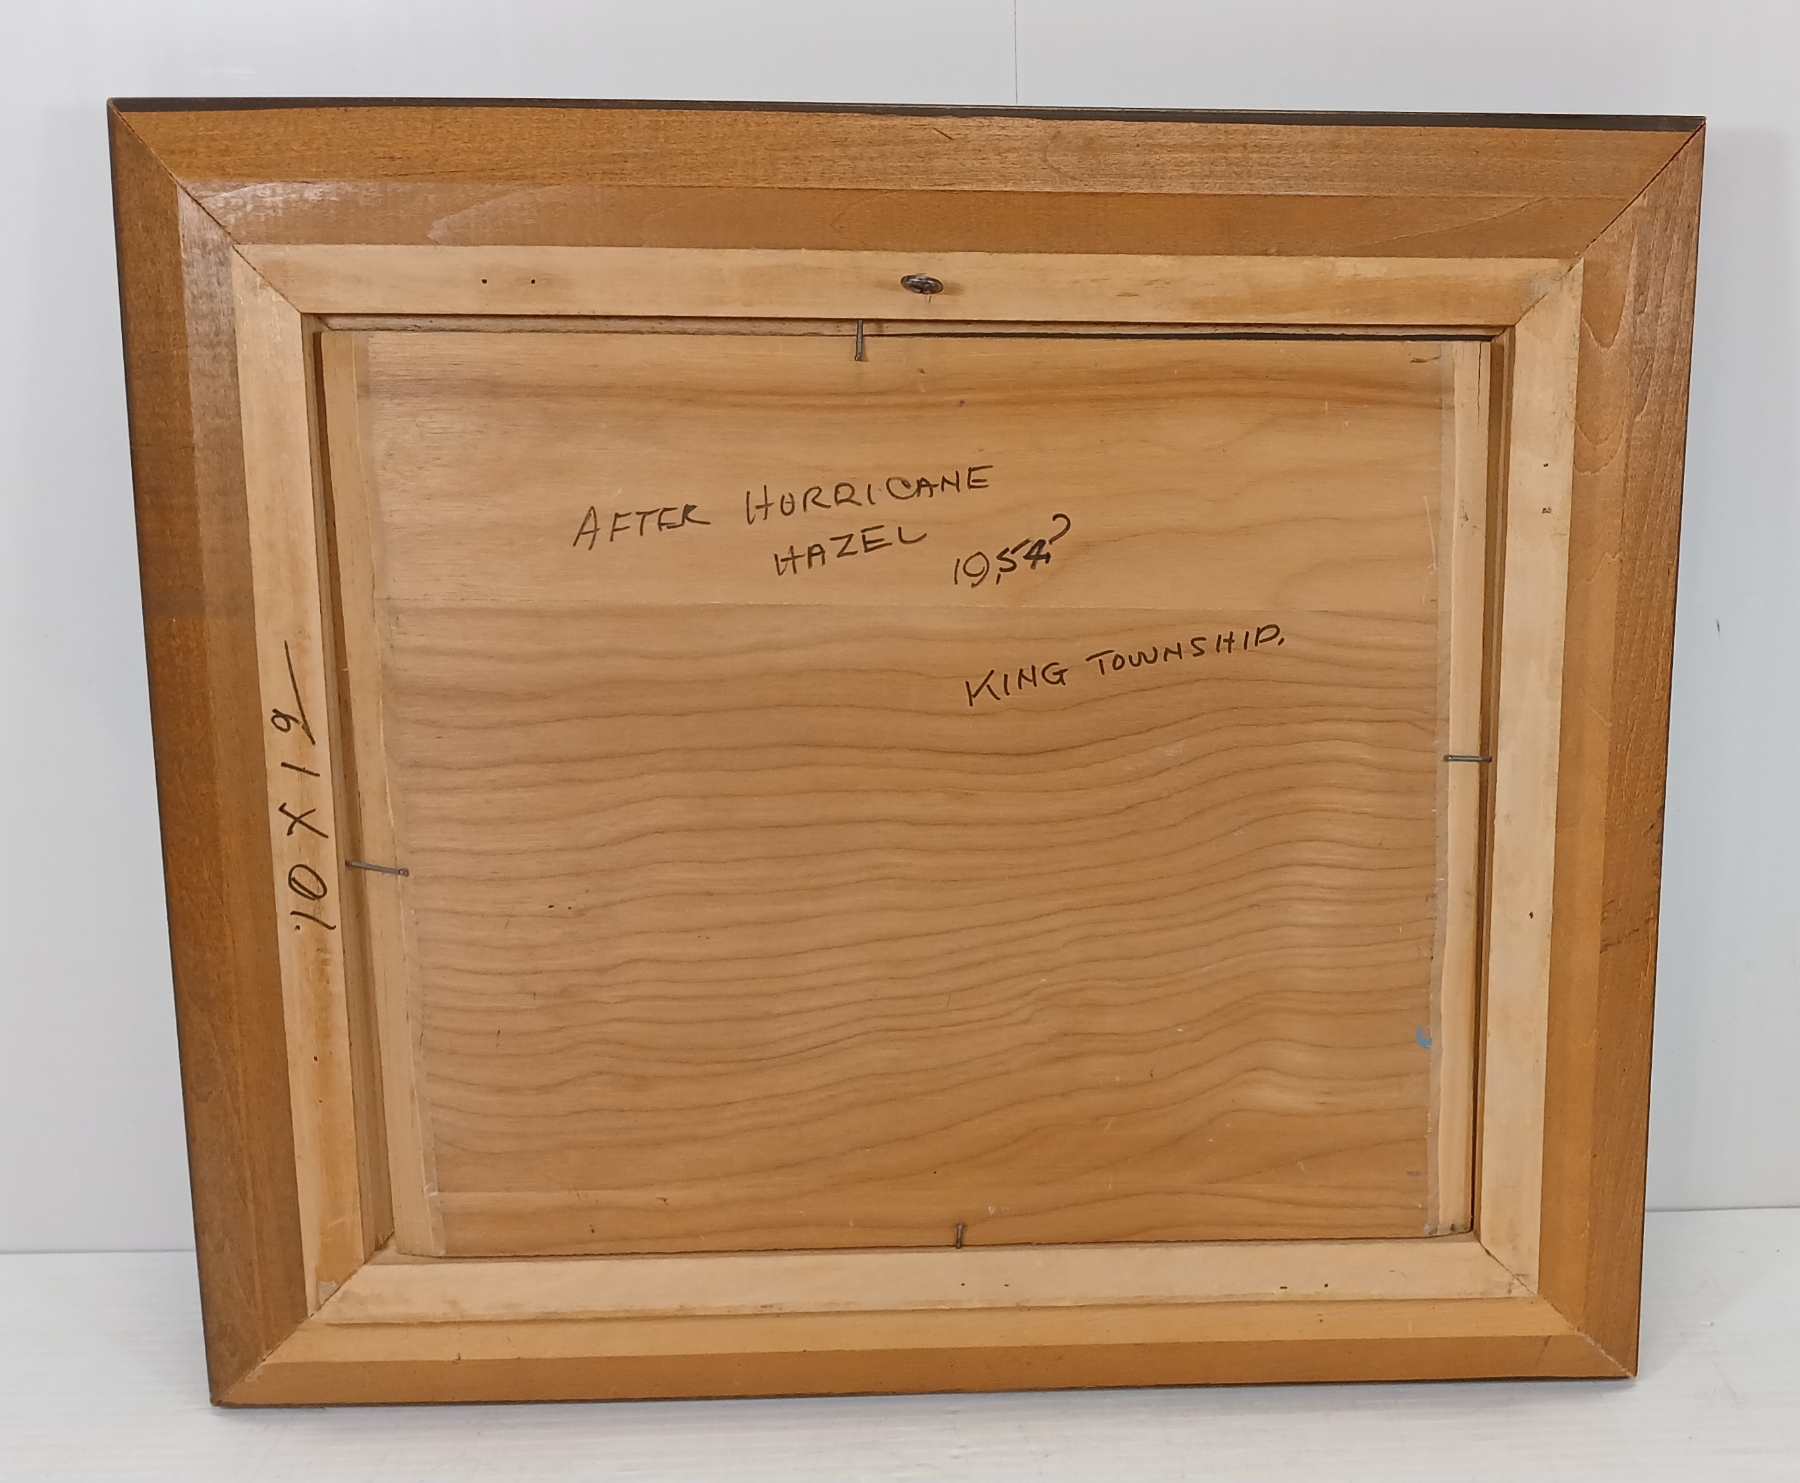 AFTER HURRICANE
HAZEL 1954?
KING TOWNSHIP.
10 X 12